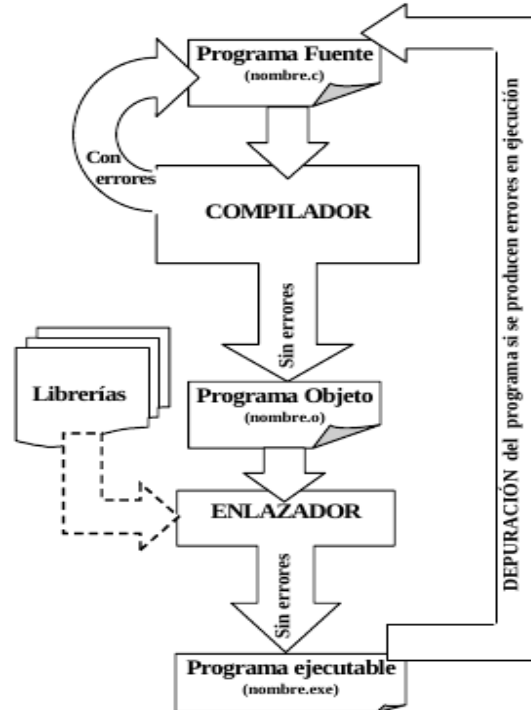 Programa Fuente
(nombre.c)
Con
errores
COMPILADOR
Sin errores
Librerías
Programa Objeto
(nombre.o)
ENLAZADOR
Sin errores
Programa ejecutable
(nombre.exe)
DEPURACIÓN del programa si se producen errores en ejecución